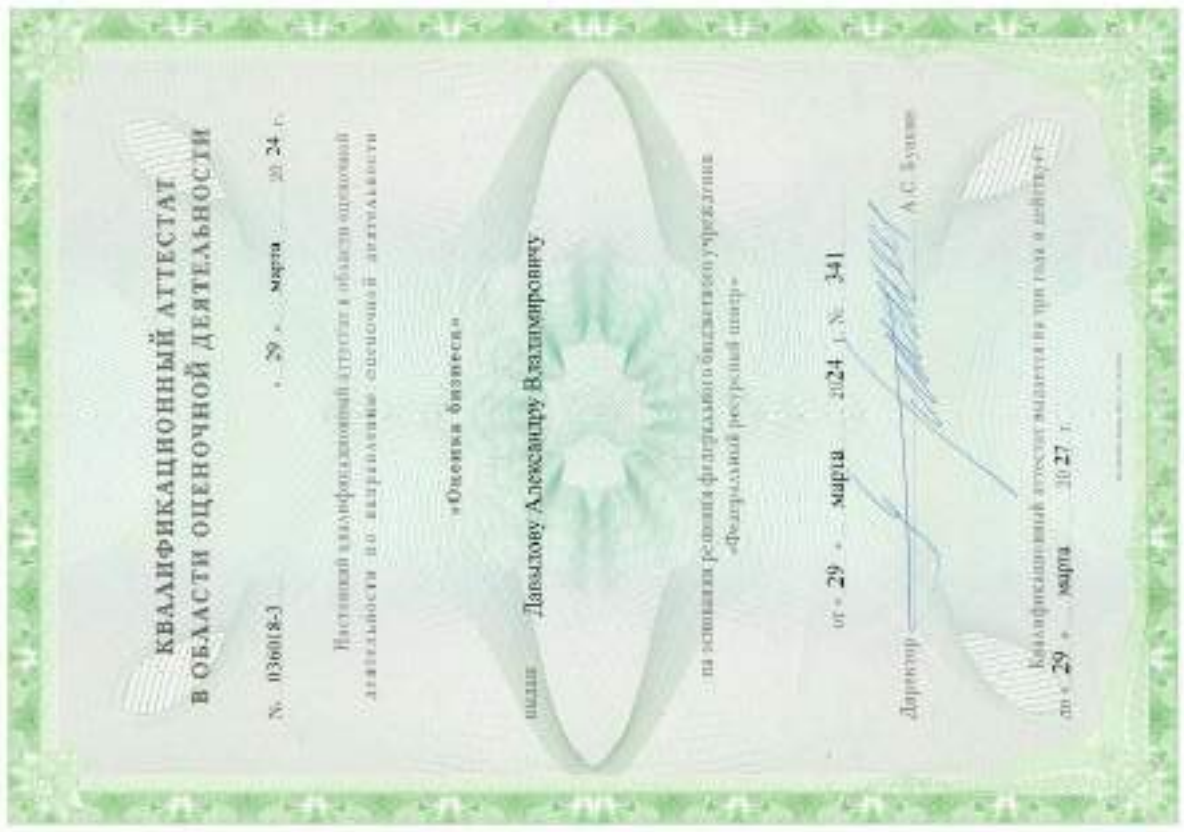 КВАЛИФИКАЦИОННЫЙ АТТЕСТАТ
В ОБЛАСТИ ОЦЕНОЧНОЙ ДЕЯТЕЛЬНОСТИ
№ 036018-3 « 29 » марта 20 24 г.
Настоящий квалификационный аттестат в области оценочной
деятельности по направлению оценочной деятельности
«Оценка бизнеса»
выдан Давыдову Александру Владимировичу
на основании решения федерального бюджетного учреждения
«Федеральный ресурсный центр»
от « 29 » марта 2024 г. № 341
Директор А.С. Бункин
Квалификационный аттестат выдается на три года и действует
до « 29 » марта 20 27 г.